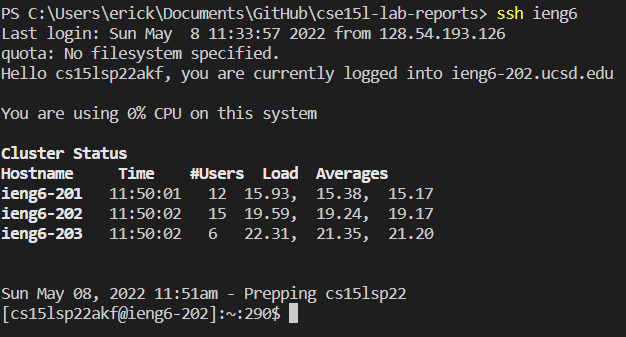 PS C:\Users\erick\Documents\GitHub\cse15l-lab-reports> ssh ieng6
Last login: Sun May  8 11:33:57 2022 from 128.54.193.126
quota: No filesystem specified.
Hello cs15lsp22akf, you are currently logged into ieng6-202.ucsd.edu
You are using 0% CPU on this system
Cluster Status
Hostname     Time    #Users  Load  Averages
ieng6-201   11:50:01   12  15.93,  15.38,  15.17
ieng6-202   11:50:02   15  19.59,  19.24,  19.17
ieng6-203   11:50:02   6   22.31,  21.35,  21.20
Sun May 08, 2022 11:51am - Prepping cs15lsp22
[cs15lsp22akf@ieng6-202]:~:290$